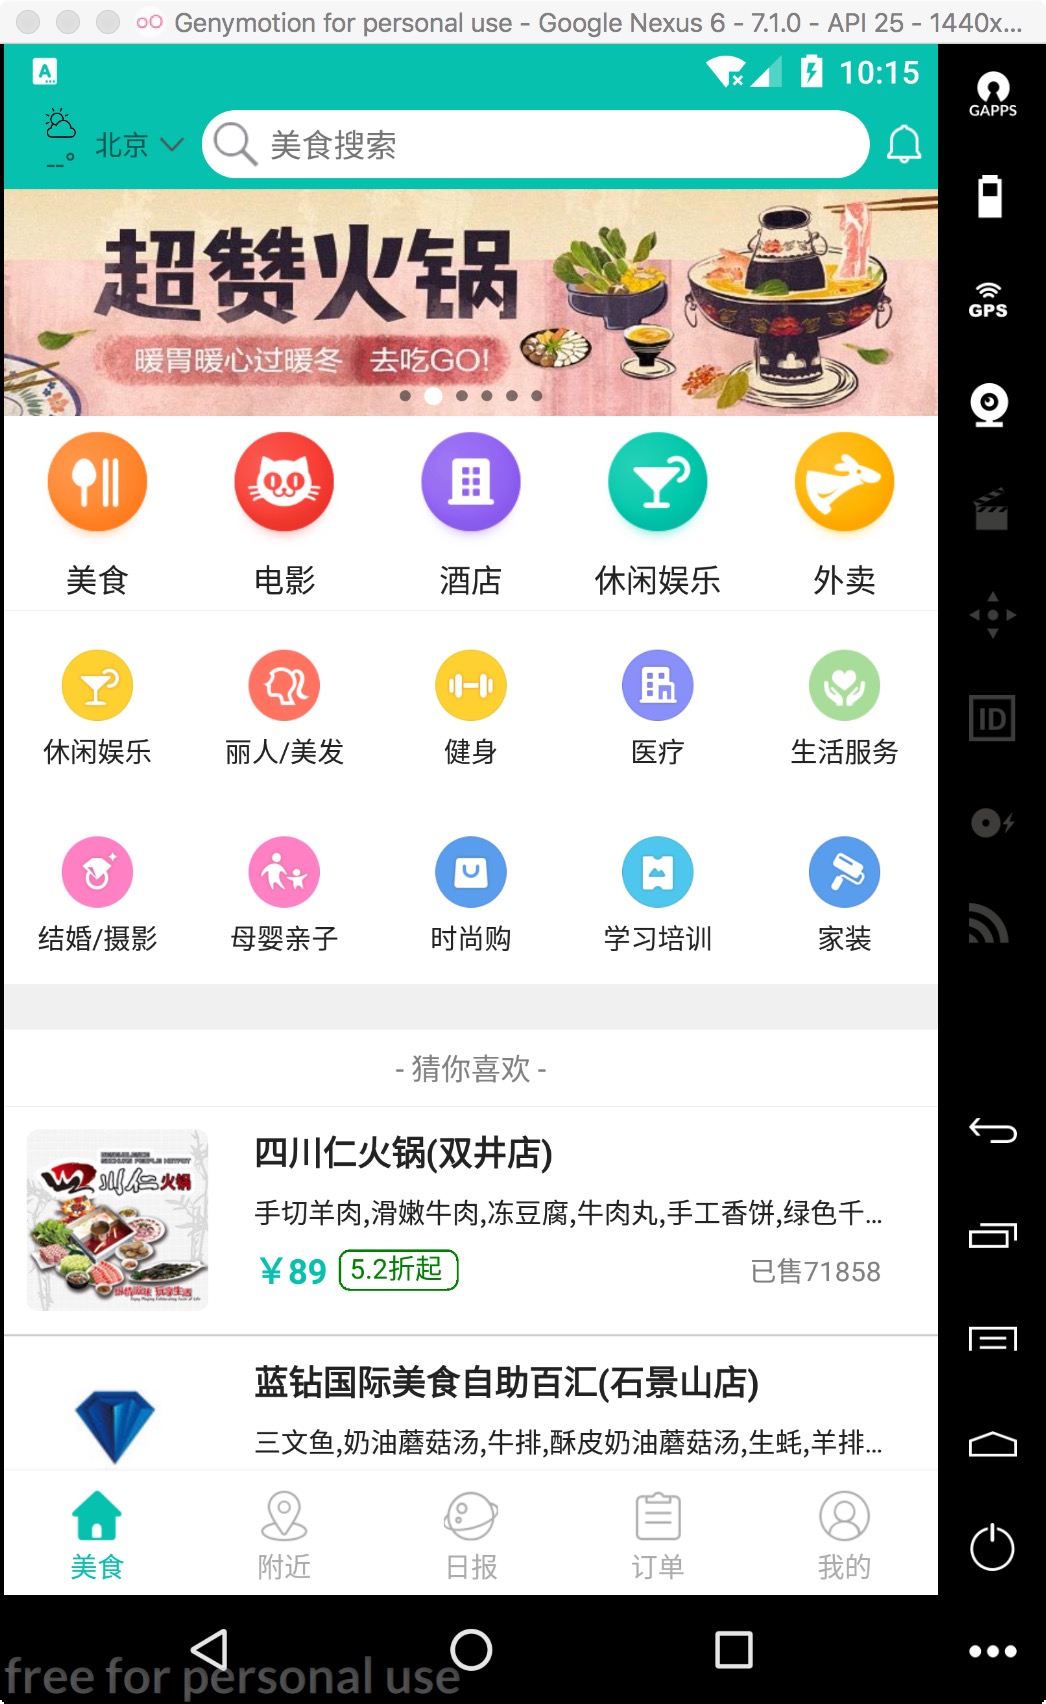 Genymotion for personal use - Google Nexus 6 - 7.1.0 - API 25 - 1440x...
A
10:15
GAPPS
--°
北京
美食搜索
超赞火锅
暖胃暖心过暖冬 去吃GO!
GPS
美食
电影
酒店
休闲娱乐
外卖
休闲娱乐
丽人/美发
健身
医疗
生活服务
ID
结婚/摄影
母婴亲子
时尚购
学习培训
家装
- 猜你喜欢 -
四川仁火锅(双井店)
手切羊肉,滑嫩牛肉,冻豆腐,牛肉丸,手工香饼,绿色千...
￥89
5.2折起
已售71858
川仁火锅
蓝钻国际美食自助百汇(石景山店)
三文鱼,奶油蘑菇汤,牛排,酥皮奶油蘑菇汤,生蚝,羊排...
美食
附近
日报
订单
我的
free for personal use